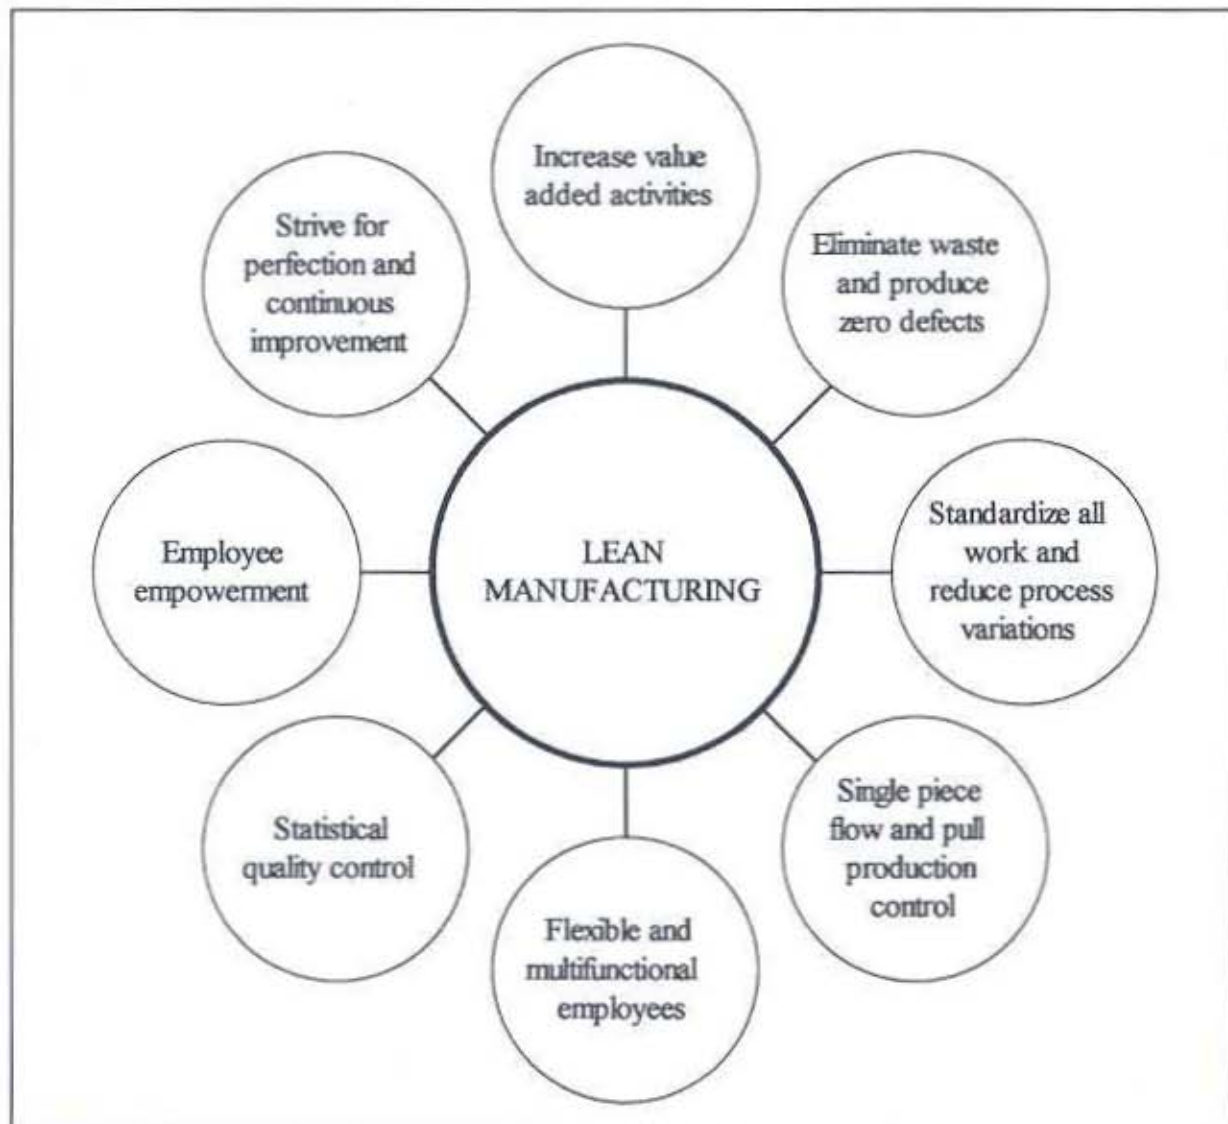 Increase value
added activities
Eliminate waste
and produce
zero defects
Standardize all
work and
reduce process
variations
Single piece
flow and pull
production
control
Flexible and
multifunctional
employees
Statistical
quality control
Employee
empowerment
Strive for
perfection and
continuous
improvement
LEAN
MANUFACTURING